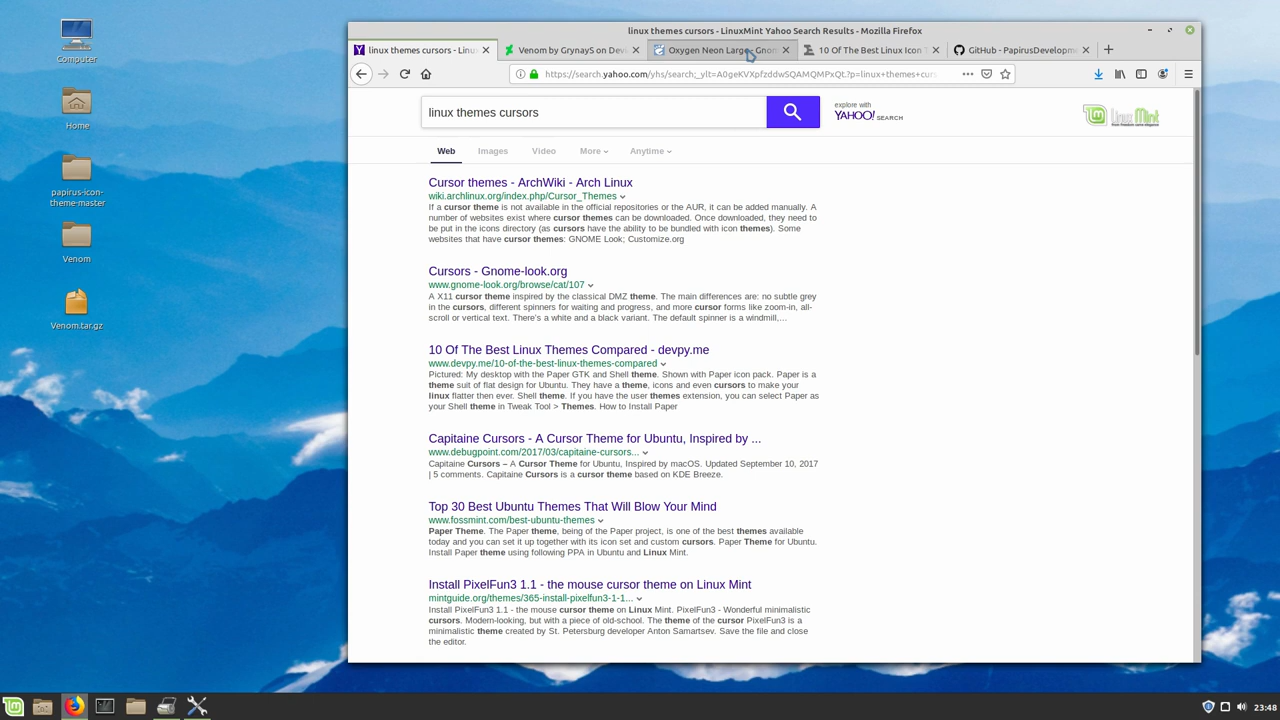 linux themes cursors - LinuxMint Yahoo Search Results - Mozilla Firefox
linux themes cursors - Linu
Venom by GrynayS on Dev
Oxygen Neon Large - Gnom
10 Of The Best Linux Icon
GitHub - PapirusDevelopme
https://search.yahoo.com/yhs/search;_ylt=A0geKVXpfzddwSQAMQMPxQt.?p=linux+themes+curs
Computer
Home
papirus-icon-
theme-master
Venom
Venom.tar.gz
linux themes cursors
explore with
YAHOO! SEARCH
Linux Mint
Web
Images
Video
More
Anytime
Cursor themes - ArchWiki - Arch Linux
wiki.archlinux.org/index.php/Cursor_Themes
If a cursor theme is not available in the official repositories or the AUR, it can be added manually. A
number of websites exist where cursor themes can be downloaded. Once downloaded, they need to
be put in the icons directory (as cursors have the ability to be bundled with icon themes). Some
websites that have cursor themes: GNOME Look; Customize.org
Cursors - Gnome-look.org
www.gnome-look.org/browse/cat/107
A X11 cursor theme inspired by the classical DMZ theme. The main differences are: no subtle grey
in the cursors, different spinners for waiting and progress, and more cursor forms like zoom-in, all-
scroll or vertical text. There's a white and a black variant. The default spinner is a windmill,...
10 Of The Best Linux Themes Compared - devpy.me
www.devpy.me/10-of-the-best-linux-themes-compared
Pictured: My desktop with the Paper GTK and Shell theme. Shown with Paper icon pack. Paper is a
theme suit of flat design for Ubuntu. They have a theme, icons and even cursors to make your
linux flatter then ever. Shell theme. If you have the user themes extension, you can select Paper as
your Shell theme in Tweak Tool > Themes. How to Install Paper
Capitaine Cursors - A Cursor Theme for Ubuntu, Inspired by ...
www.debugpoint.com/2017/03/capitaine-cursors...
Capitaine Cursors – A Cursor Theme for Ubuntu, Inspired by macOS. Updated September 10, 2017
| 5 comments. Capitaine Cursors is a cursor theme based on KDE Breeze.
Top 30 Best Ubuntu Themes That Will Blow Your Mind
www.fossmint.com/best-ubuntu-themes
Paper Theme. The Paper theme, being of the Paper project, is one of the best themes available
today and you can set it up together with its icon set and custom cursors. Paper Theme for Ubuntu.
Install Paper theme using following PPA in Ubuntu and Linux Mint.
Install PixelFun3 1.1 - the mouse cursor theme on Linux Mint
mintguide.org/themes/365-install-pixelfun3-1-1...
Install PixelFun3 1.1 - the mouse cursor theme on Linux Mint. PixelFun3 - Wonderful minimalistic
cursors. Modern-looking, but with a piece of old-school. The theme of the cursor PixelFun3 is a
minimalistic theme created by St. Petersburg developer Anton Samartsev. Save the file and close
the editor.
23:48